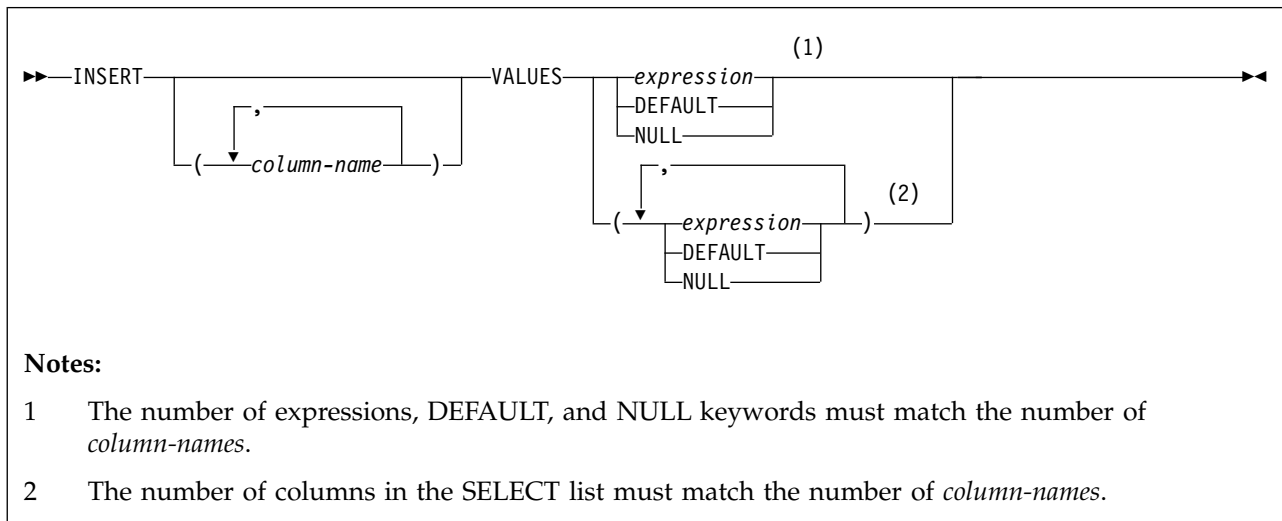 (1)
INSERT VALUES expression
, DEFAULT
NULL
( column-name )
,
(2)
( expression )
DEFAULT
NULL
Notes:
1 The number of expressions, DEFAULT, and NULL keywords must match the number of
column-names.
2 The number of columns in the SELECT list must match the number of column-names.